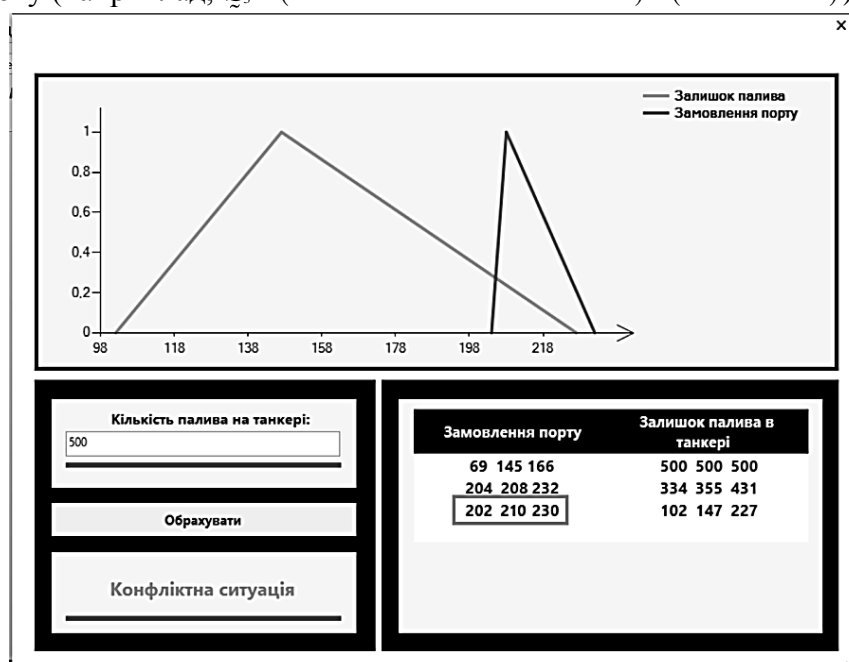 ×
Залишок палива
Замовлення порту
1
0.8
0.6
0.4
0.2
0
98 118 138 158 178 198 218
Кількість палива на танкері:
500
Обрахувати
Конфліктна ситуація
Замовлення порту
Залишок палива в
танкері
69 145 166 500 500 500
204 208 232 334 355 431
202 210 230 102 147 227